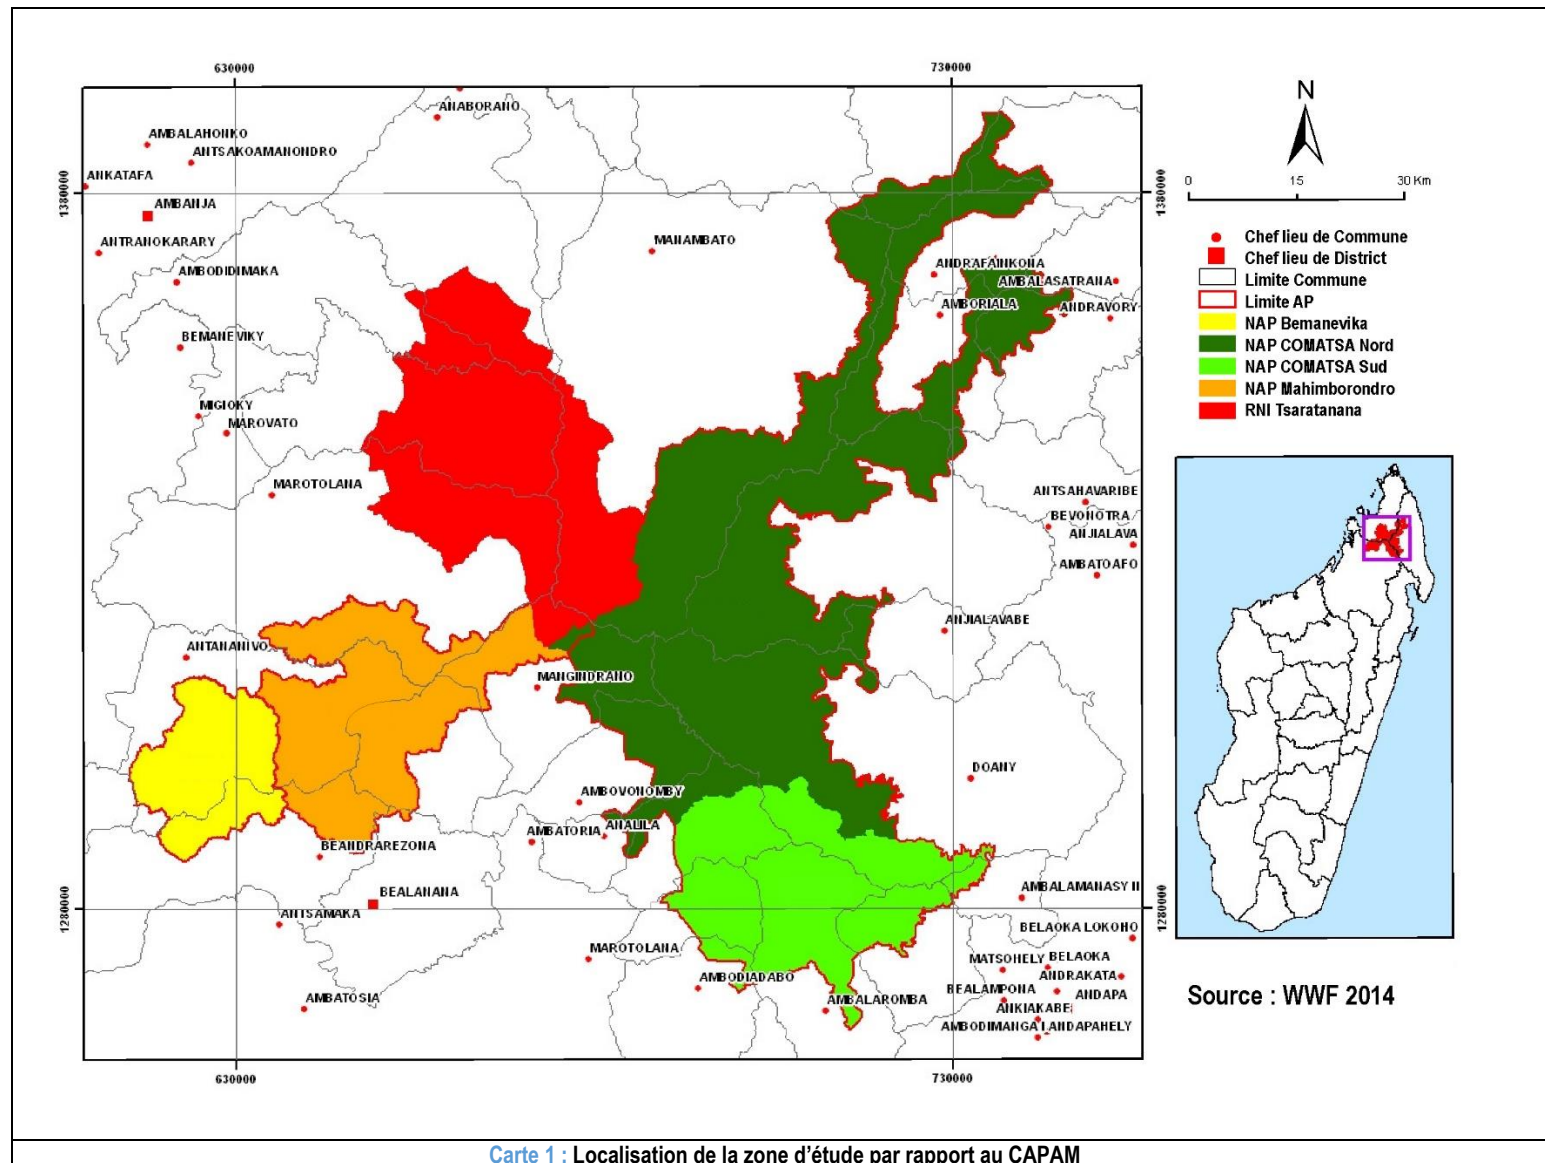 630000
730000
1380000
1380000
1280000
1280000
630000
730000
ANABORANO
AMBALAHONKO
ANTSAKOAMANONDRO
ANKATAFA
AMBANJA
ANTRANOKARARY
AMBODIDIMAKA
MANAMBATO
ANDRAFAINKONA
AMBALASATRANA
AMBORIALA
ANDRAVORY
BEMANEVIKY
MIGIOKY
MAROVATO
MAROTOLANA
ANTSAHAVARIBE
BEVONOTRA
ANJIALAVA
AMBATOAFO
ANJIALAVABE
ANTANANIVO
MANGINDRANO
DOANY
AMBOVONOMBY
AMBATORIA
ANALILA
BEANDRAREZONA
BEALANANA
ANTSAMAKA
AMBALAMANASY II
BELAOKA LOKOHO
MAROTOLANA
MATSOHELY
BELAOKA
ANDRAKATA
AMBODIADABO
BEALAMPONA
ANDAPA
AMBATOSIA
AMBALAROMBA
ANKIAKABE
AMBODIMANGA I
ANDAPAHELY
N
0 15 30 Km
Chef lieu de Commune
Chef lieu de District
Limite Commune
Limite AP
NAP Bemanevika
NAP COMATSA Nord
NAP COMATSA Sud
NAP Mahimborondro
RNI Tsaratanana
Source : WWF 2014
Carte 1 : Localisation de la zone d’étude par rapport au CAPAM